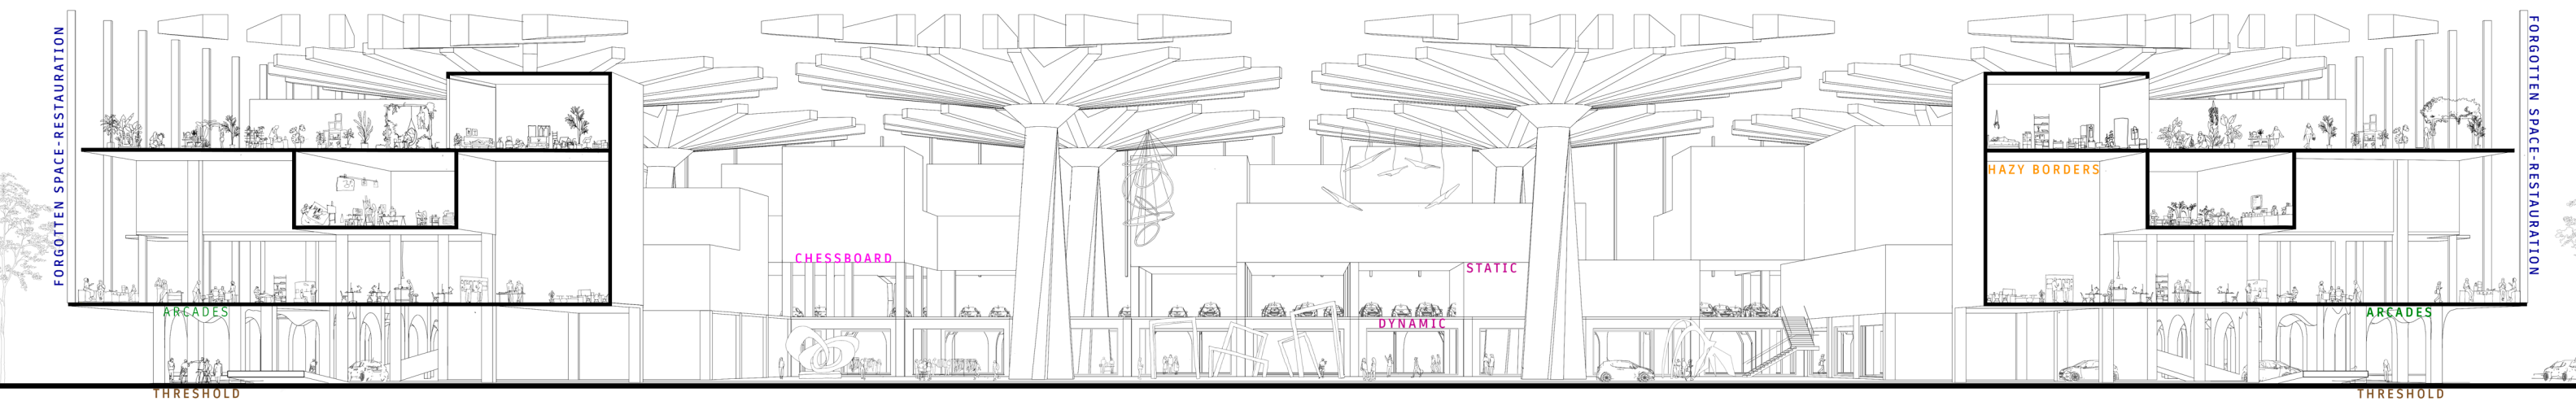 FORGOTTEN SPACE-RESTAURATION
FORGOTTEN SPACE-RESTAURATION
HAZY BORDERS
CHESSBOARD
STATIC
ARCADES
DYNAMIC
ARCADES
THRESHOLD
THRESHOLD